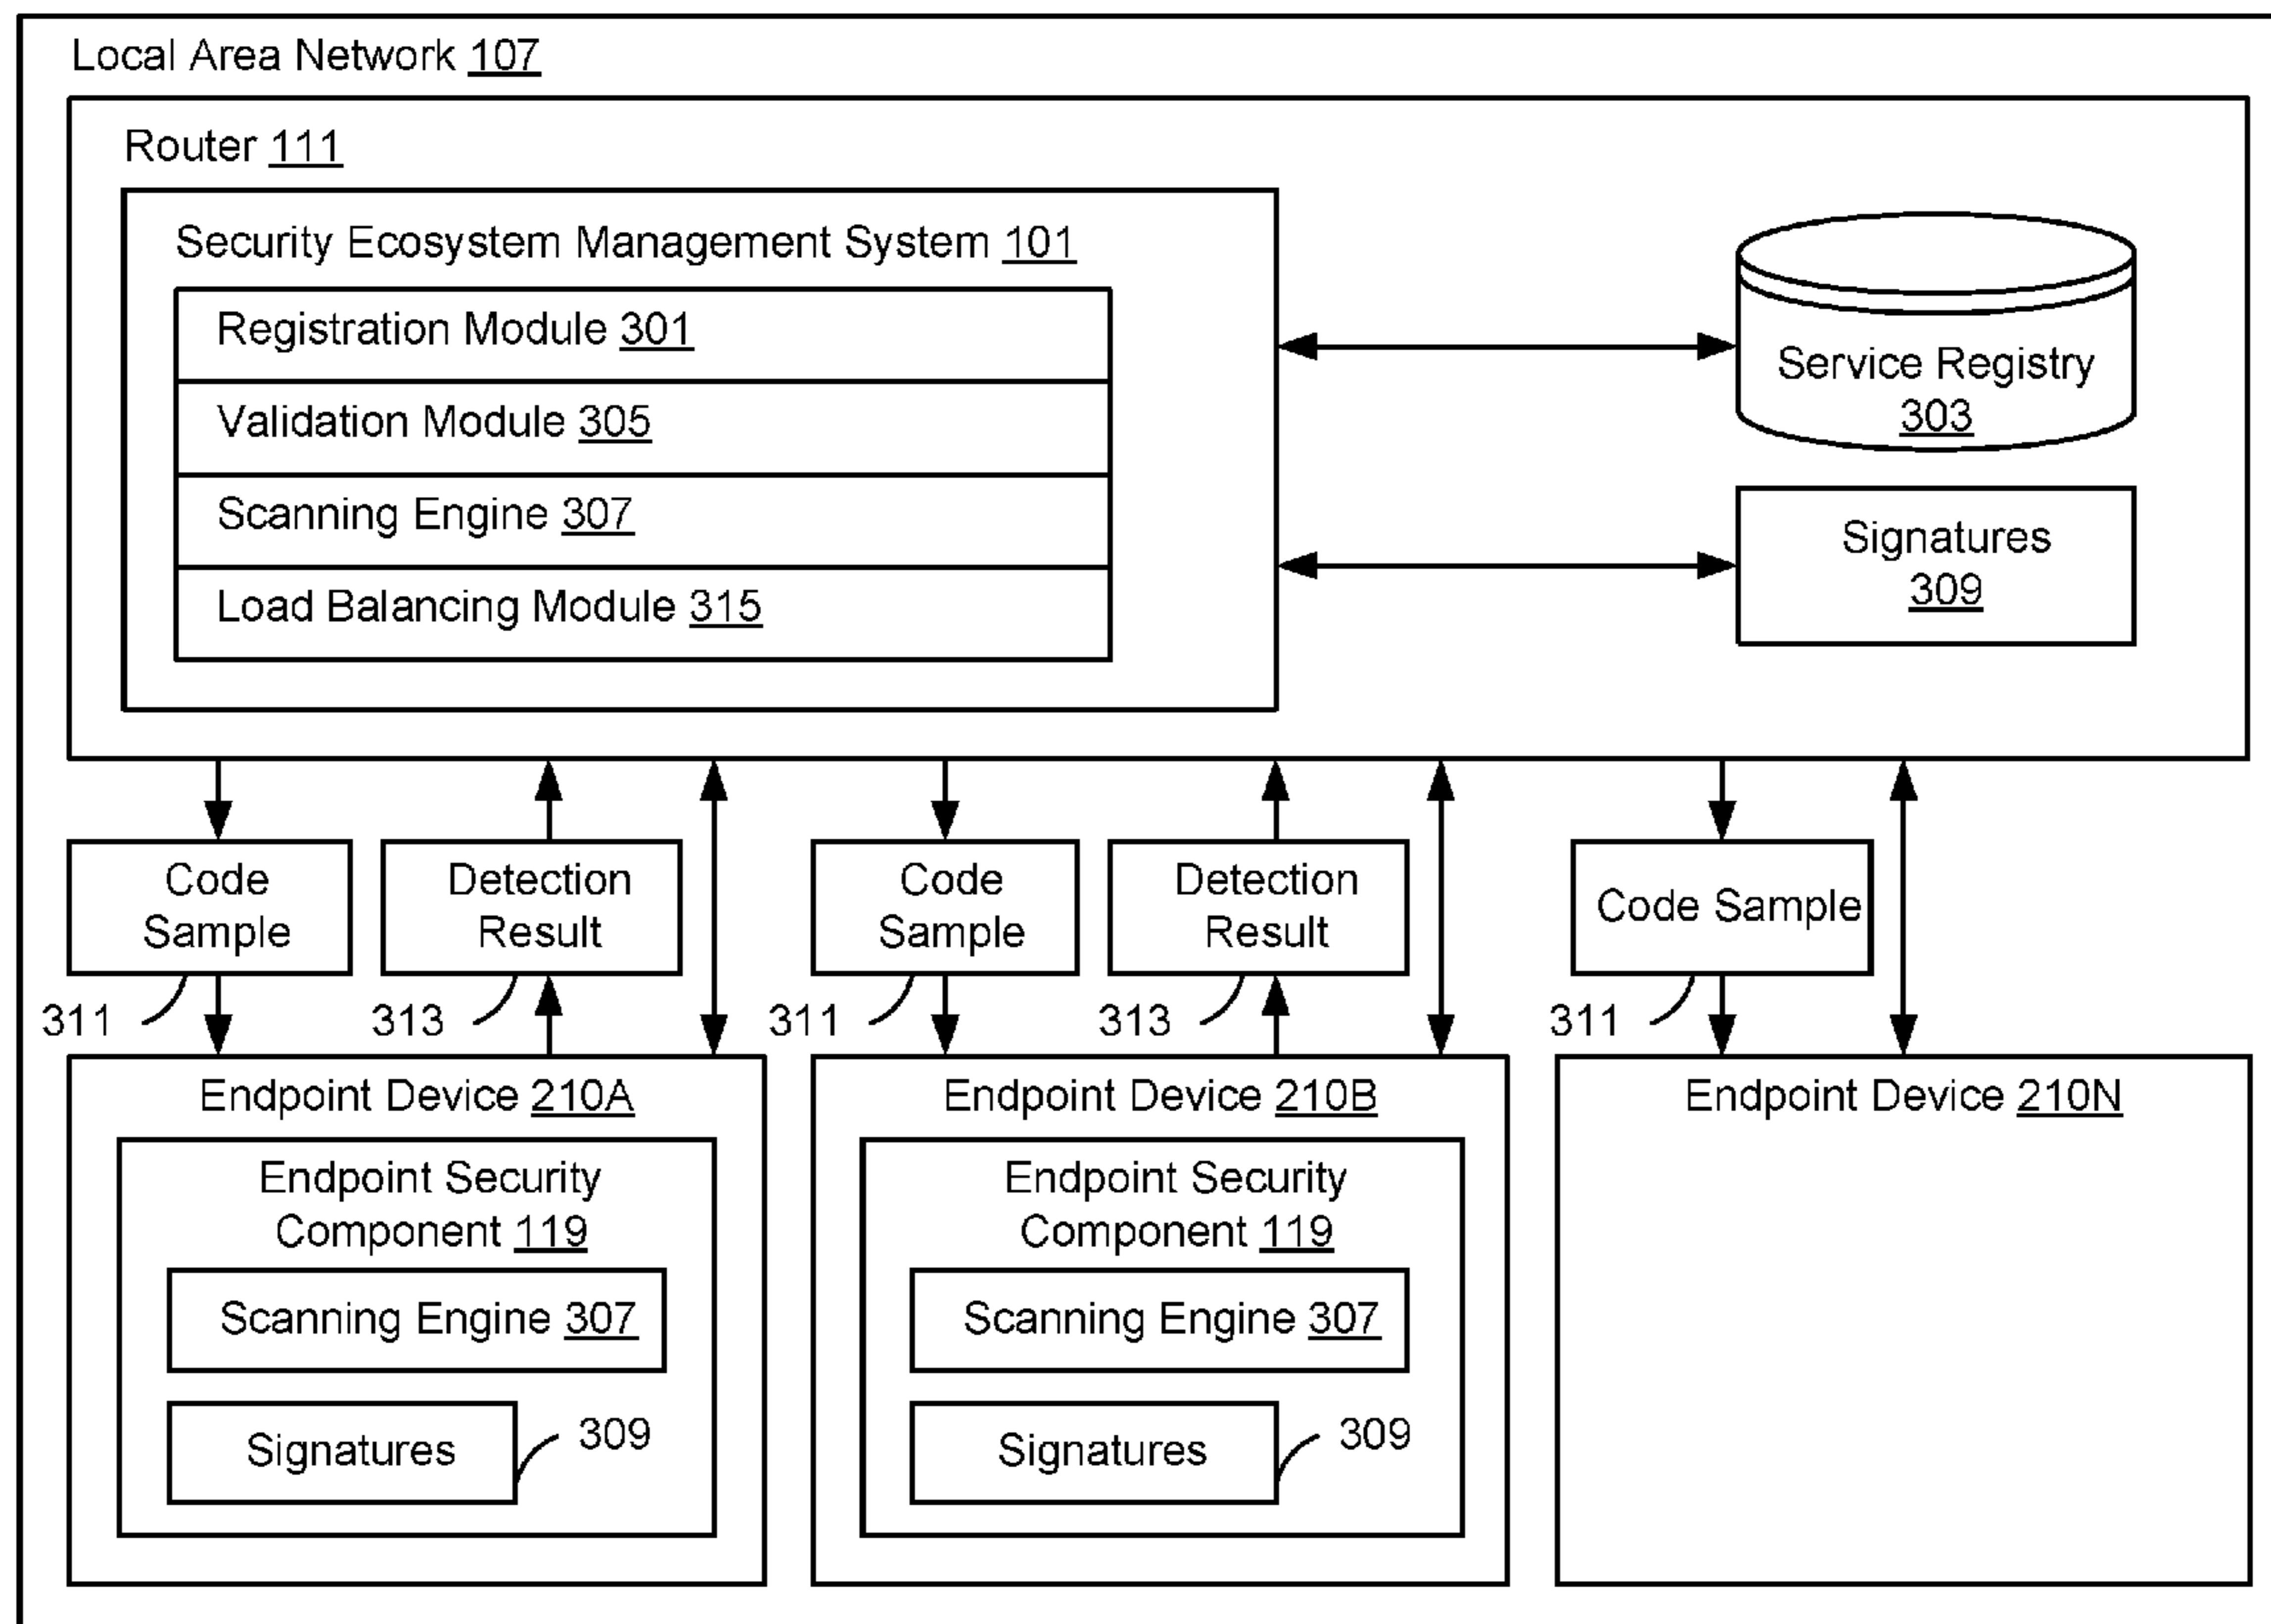 Local Area Network 107
Router 111
Security Ecosystem Management System 101
Registration Module 301
Validation Module 305
Scanning Engine 307
Load Balancing Module 315
Service Registry
303
Signatures
309
Code
Sample
311
Detection
Result
313
Code
Sample
311
Detection
Result
313
Code Sample
311
Endpoint Device 210A
Endpoint Security
Component 119
Scanning Engine 307
Signatures
309
Endpoint Device 210B
Endpoint Security
Component 119
Scanning Engine 307
Signatures
309
Endpoint Device 210N